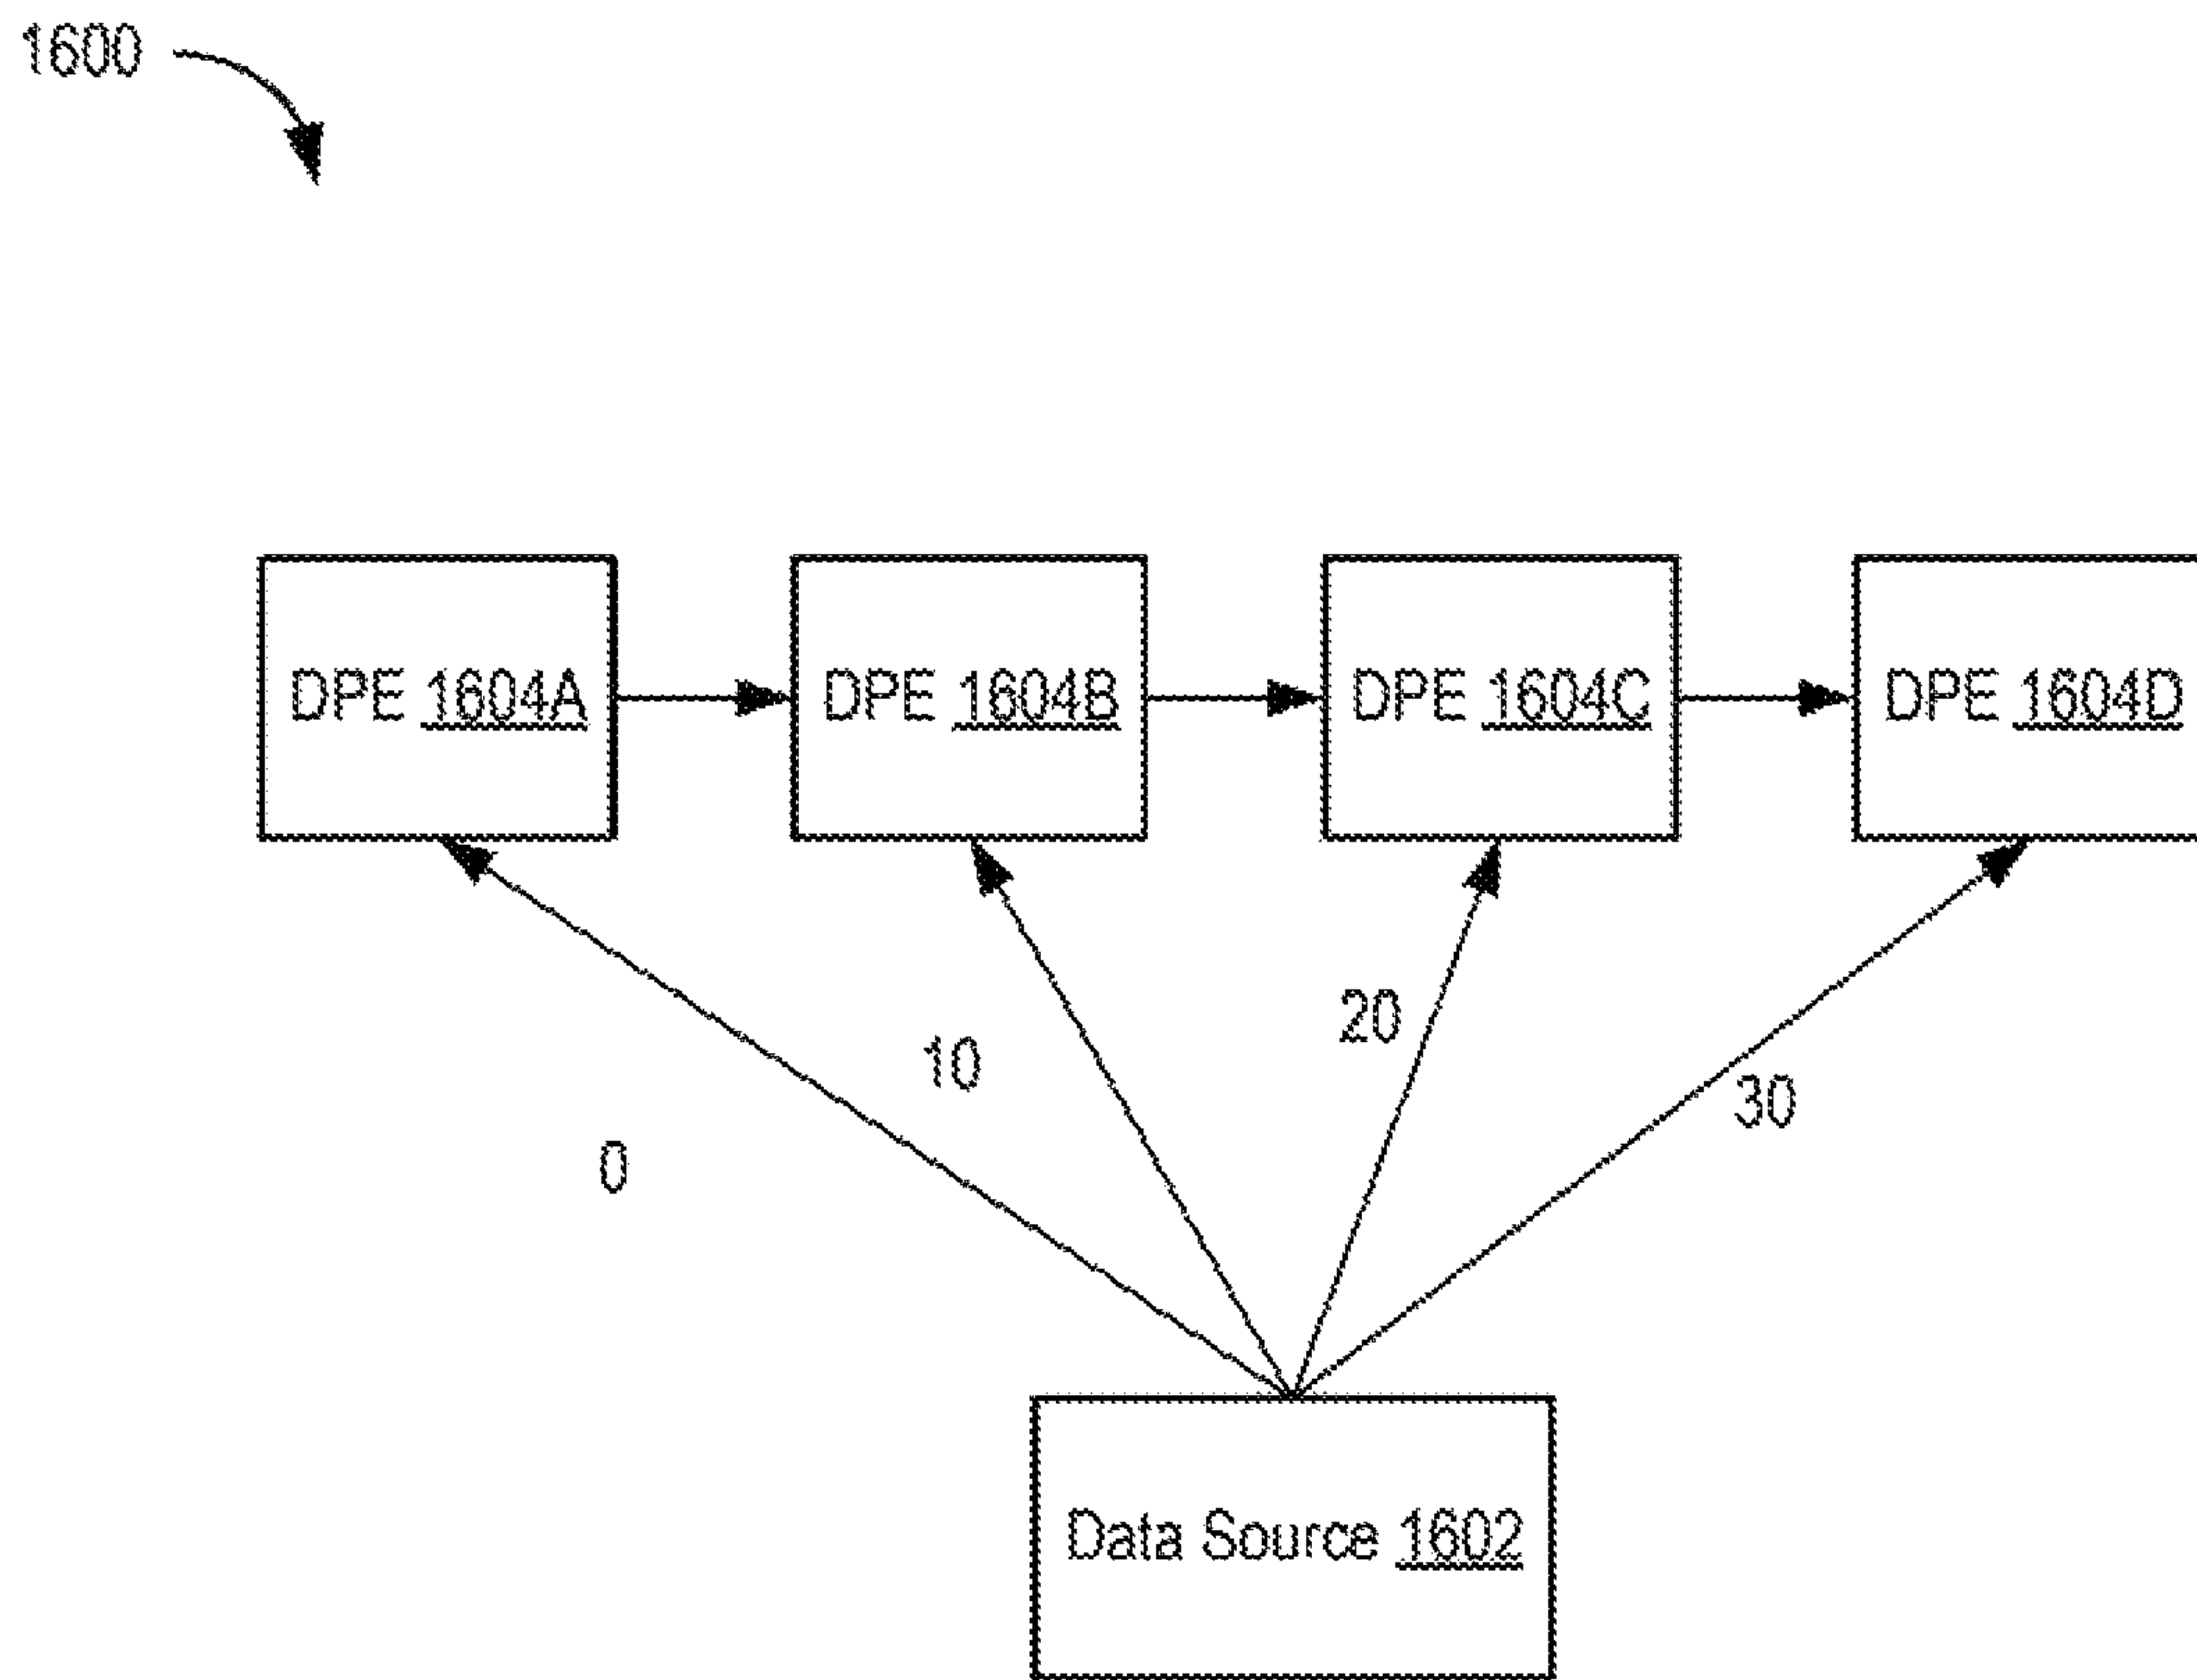 1600
DPE 1604A
DPE 1604B
DPE 1604C
DPE 1604D
20
10
30
0
Data Source 1602